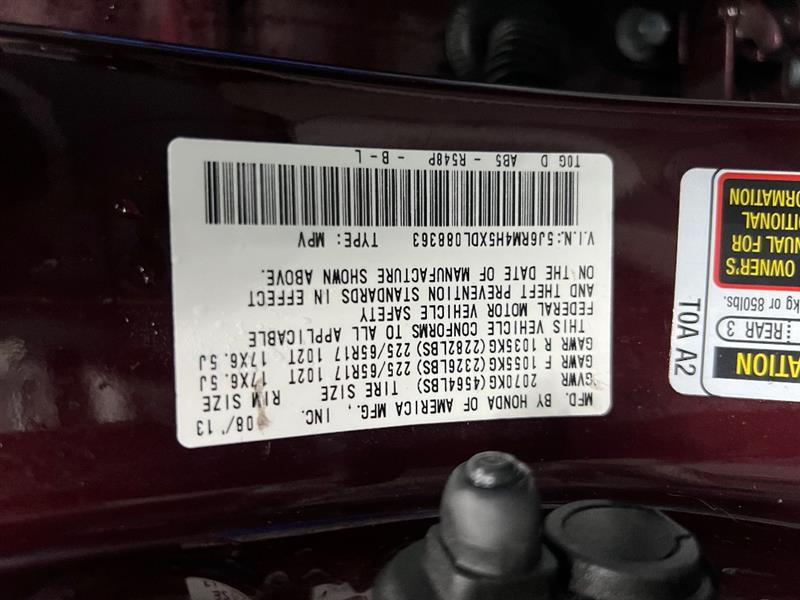 MFD. BY HONDA OF AMERICA MFG., INC. 08/'13
GVWR 2070KG(4564LBS) TIRE SIZE RIM SIZE
GAWR F 1055KG(2326LBS) 225/65R17 102T 17X6.5J
GAWR R 1035KG(2282LBS) 225/65R17 102T 17X6.5J
THIS VEHICLE CONFORMS TO ALL APPLICABLE
FEDERAL MOTOR VEHICLE SAFETY
AND THEFT PREVENTION STANDARDS IN EFFECT
ON THE DATE OF MANUFACTURE SHOWN ABOVE.
V.I.N.:5J6RM4H5XDL088363 TYPE: MPV
T0G D AB5 - R548P - B - L
REAR 3
kg or 850lbs.
OWNER'S
T0A A2